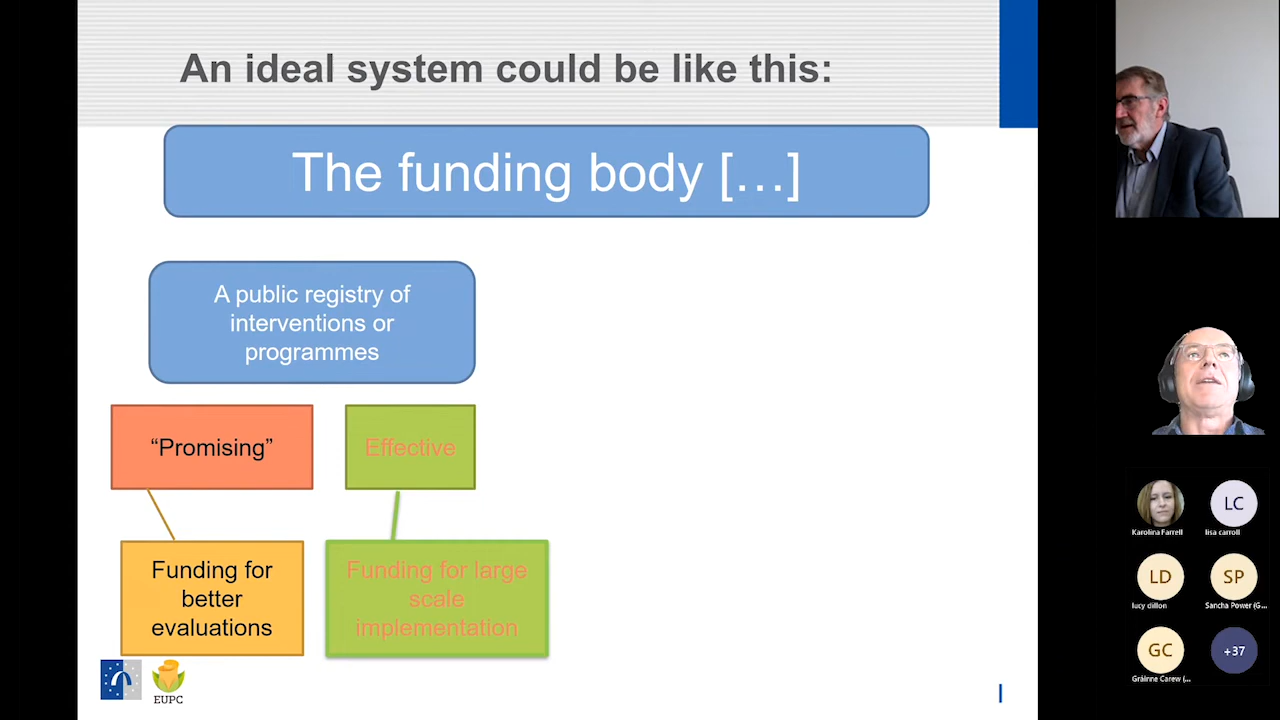 An ideal system could be like this:
The funding body […]
A public registry of
interventions or
programmes
“Promising”
Effective
Funding for
better
evaluations
Funding for large
scale
implementation
EUPC
LC
Karolina Farrell
lisa carroll
LD
SP
lucy dillon
Sancha Power (G...
GC
+37
Gráinne Carew (...